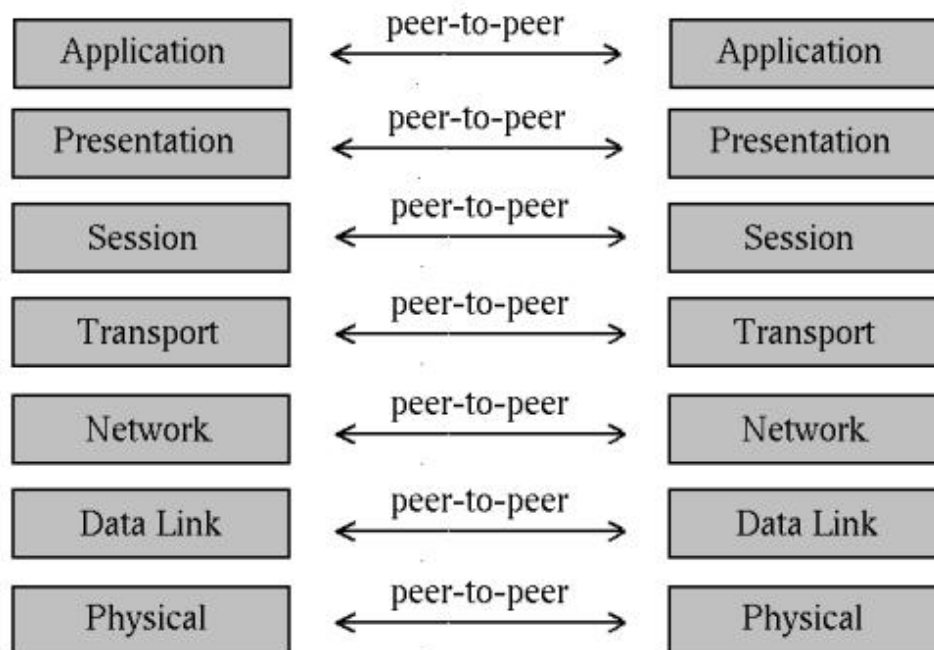 Application peer-to-peer Application
Presentation peer-to-peer Presentation
Session peer-to-peer Session
Transport peer-to-peer Transport
Network peer-to-peer Network
Data Link peer-to-peer Data Link
Physical peer-to-peer Physical